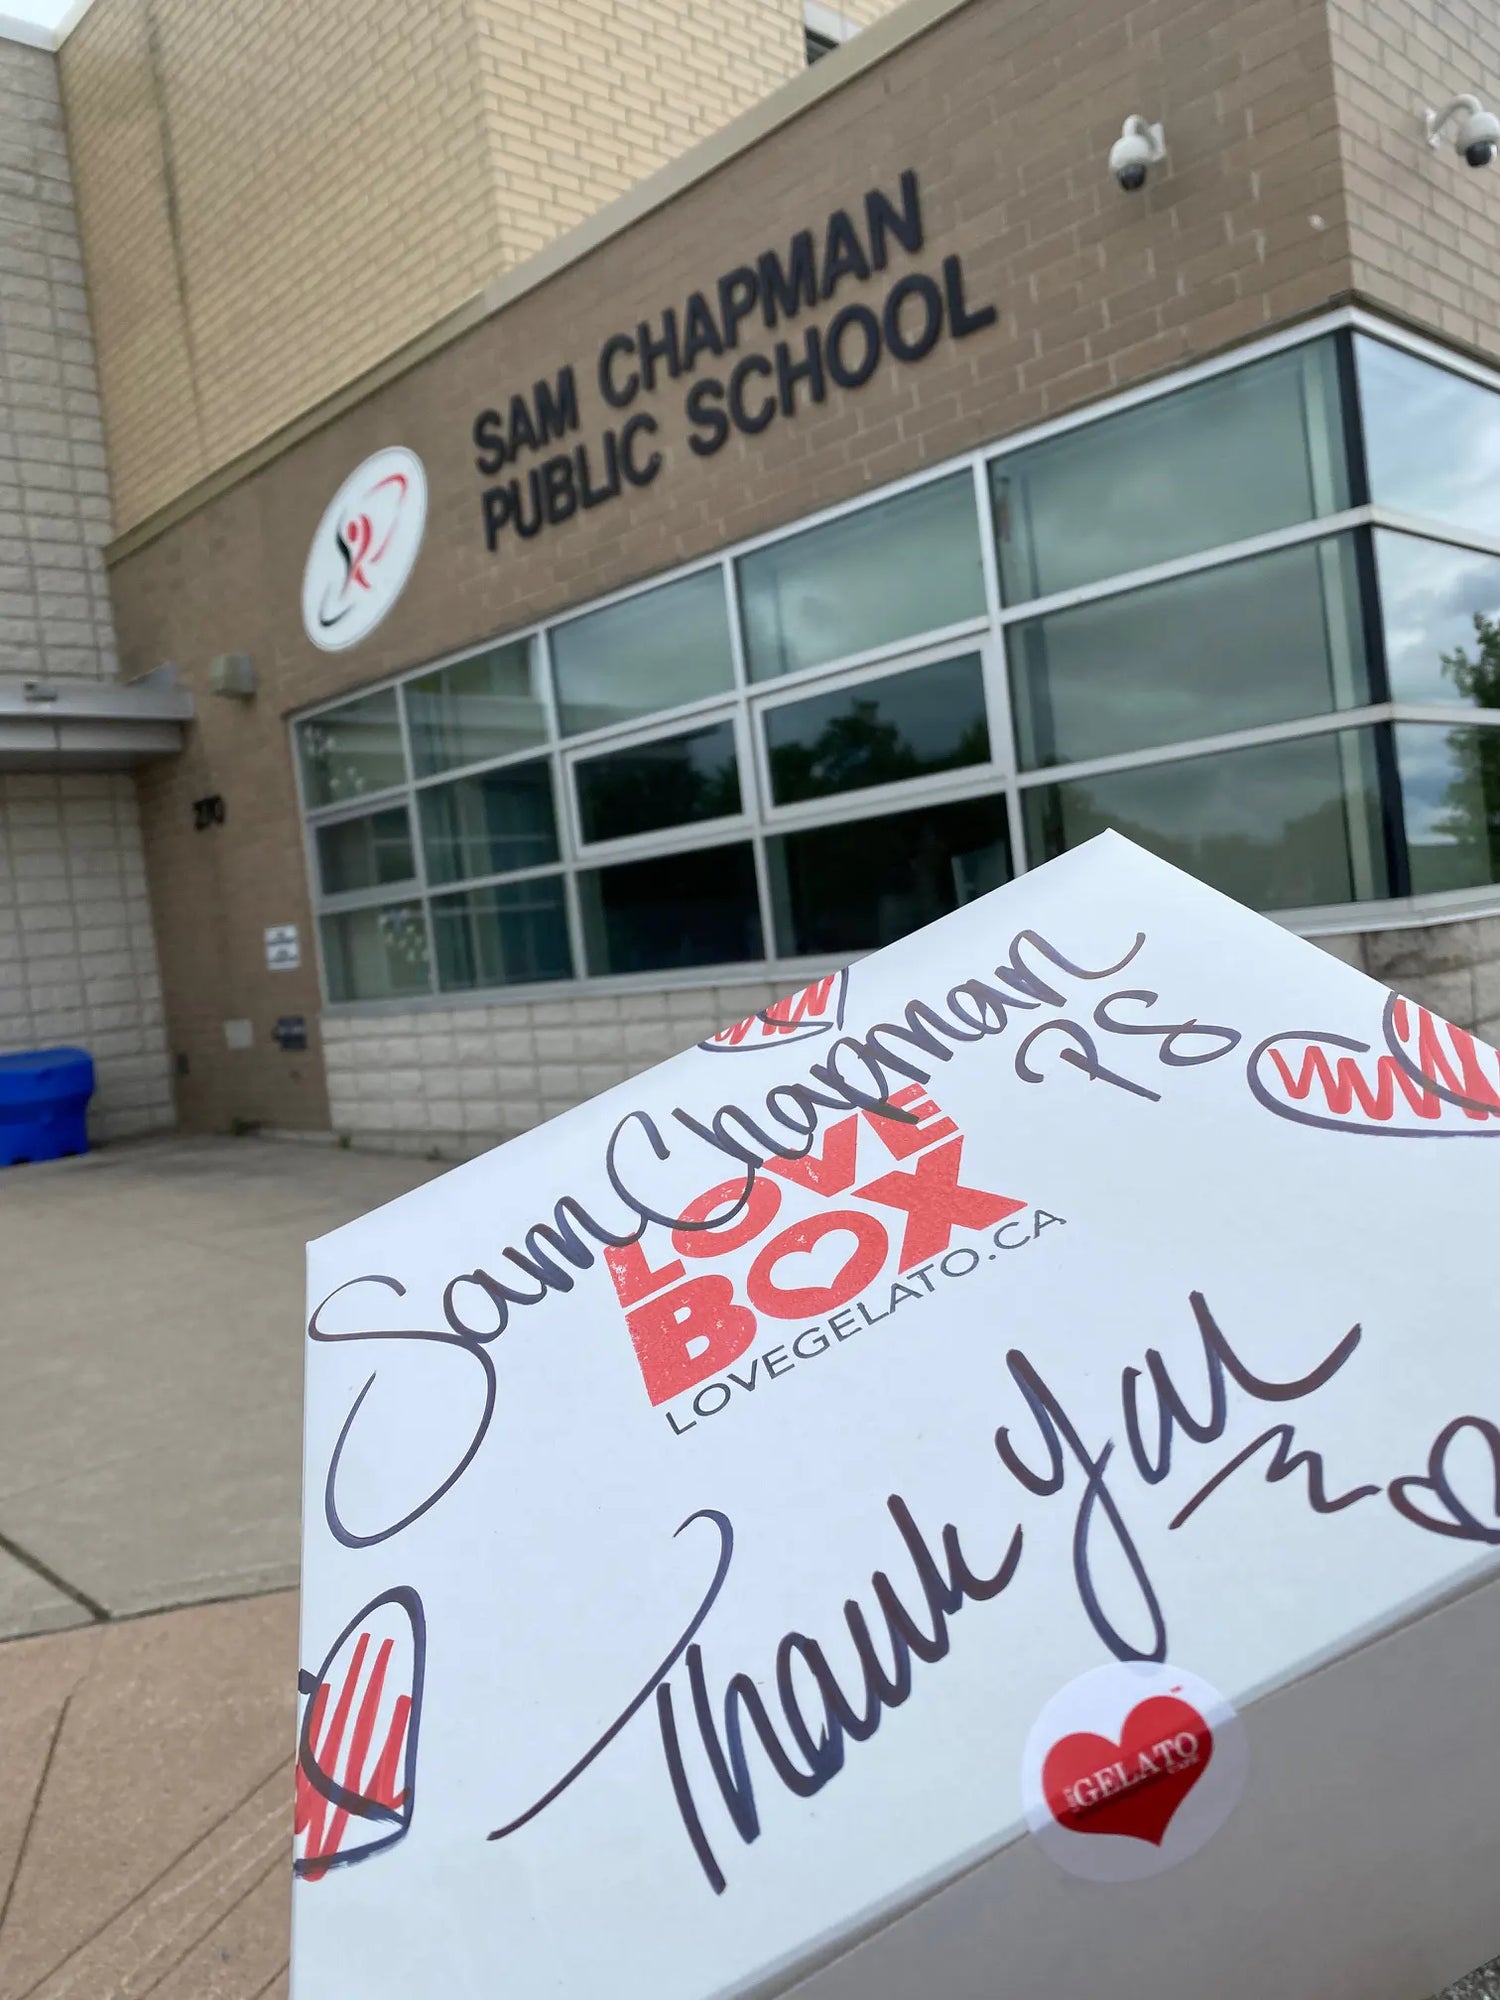 SAM CHAPMAN
PUBLIC SCHOOL
270
Sam Chapman
PS
LOVE
BOX
LOVEGELATO.CA
Thank you
GELATO